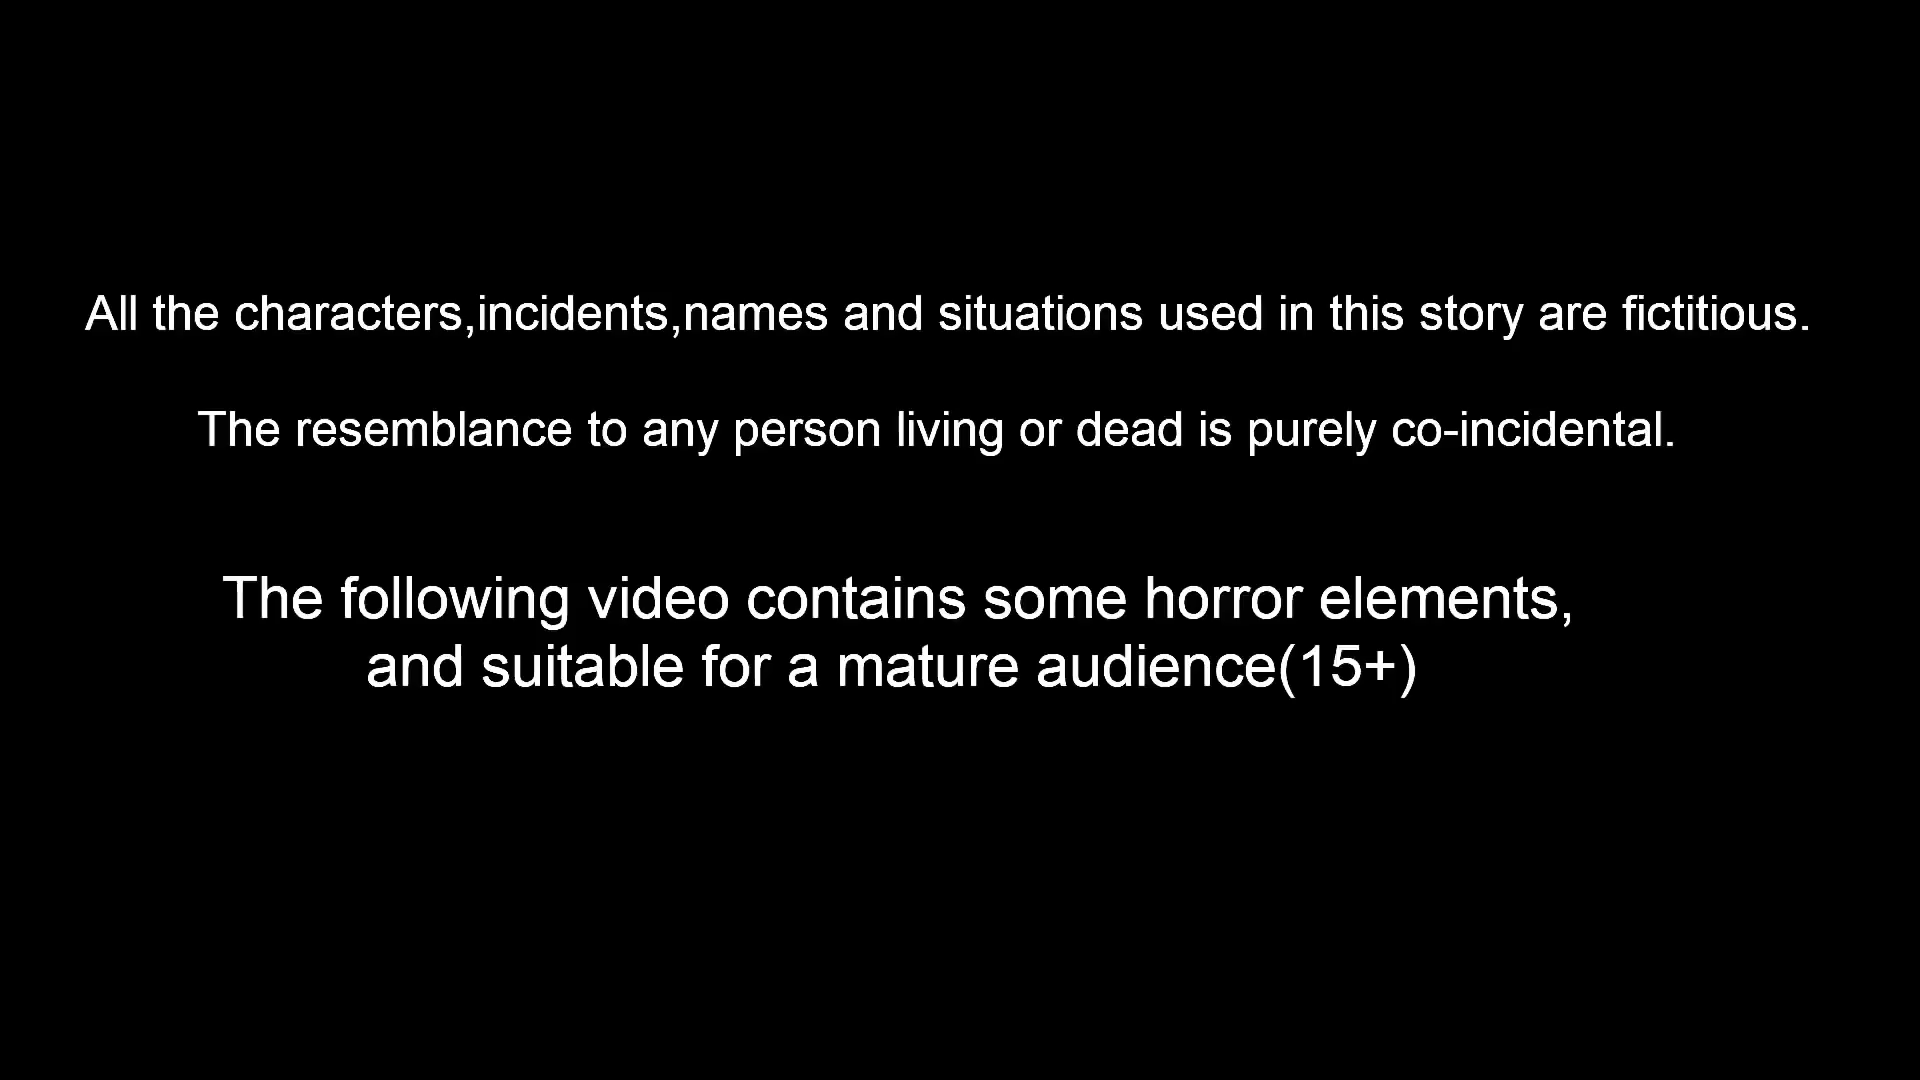 All the characters,incidents,names and situations used in this story are fictitious.
The resemblance to any person living or dead is purely co-incidental.
The following video contains some horror elements,
and suitable for a mature audience(15+)